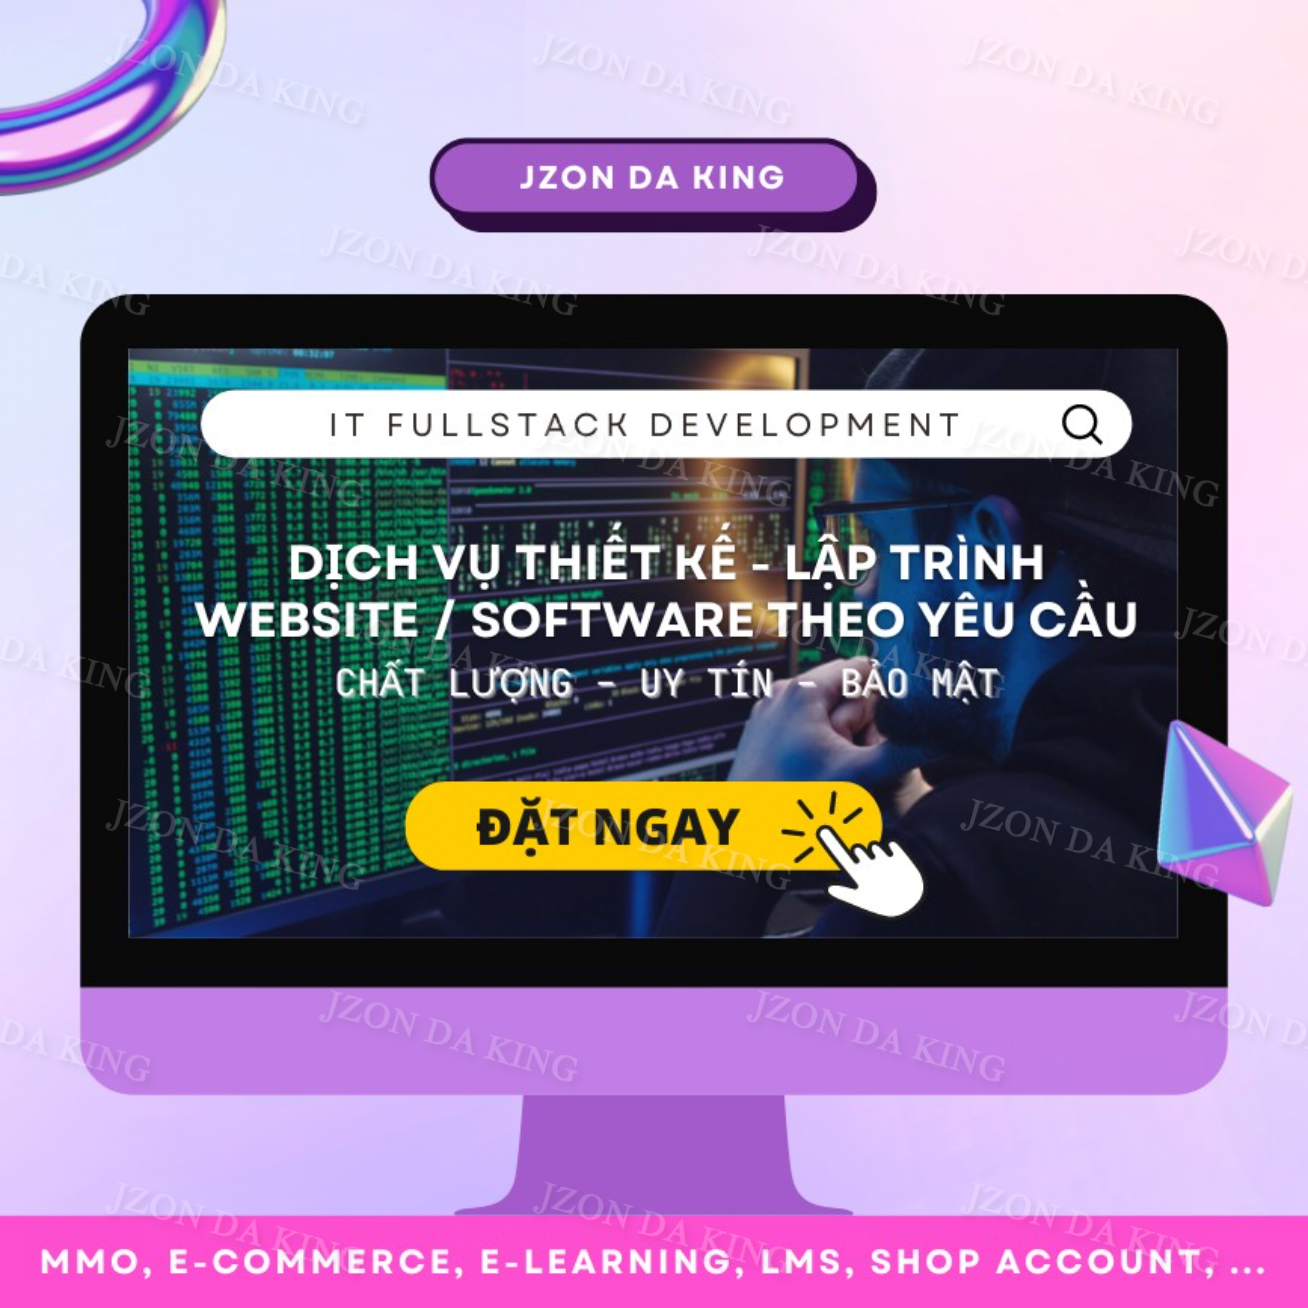 JZON DA KING
IT FULLSTACK DEVELOPMENT
DỊCH VỤ THIẾT KẾ - LẬP TRÌNH
WEBSITE / SOFTWARE THEO YÊU CẦU
CHẤT LƯỢNG - UY TÍN - BẢO MẬT
ĐẶT NGAY
MMO, E-COMMERCE, E-LEARNING, LMS, SHOP ACCOUNT, ...